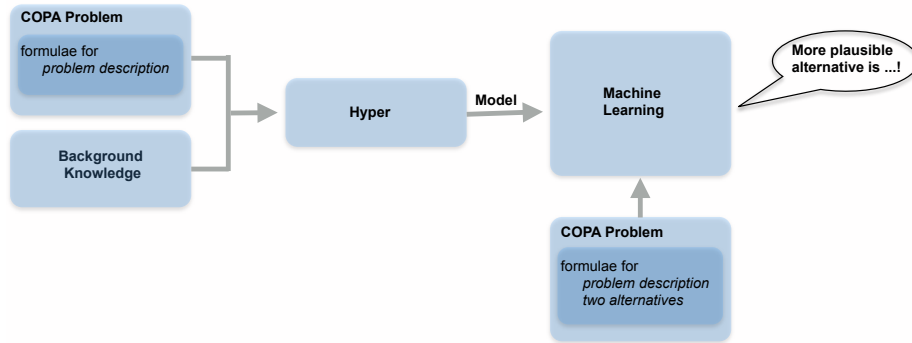 COPA Problem
formulae for
problem description
Background
Knowledge
Hyper
Model
Machine
Learning
More plausible
alternative is ...!
COPA Problem
formulae for
problem description
two alternatives